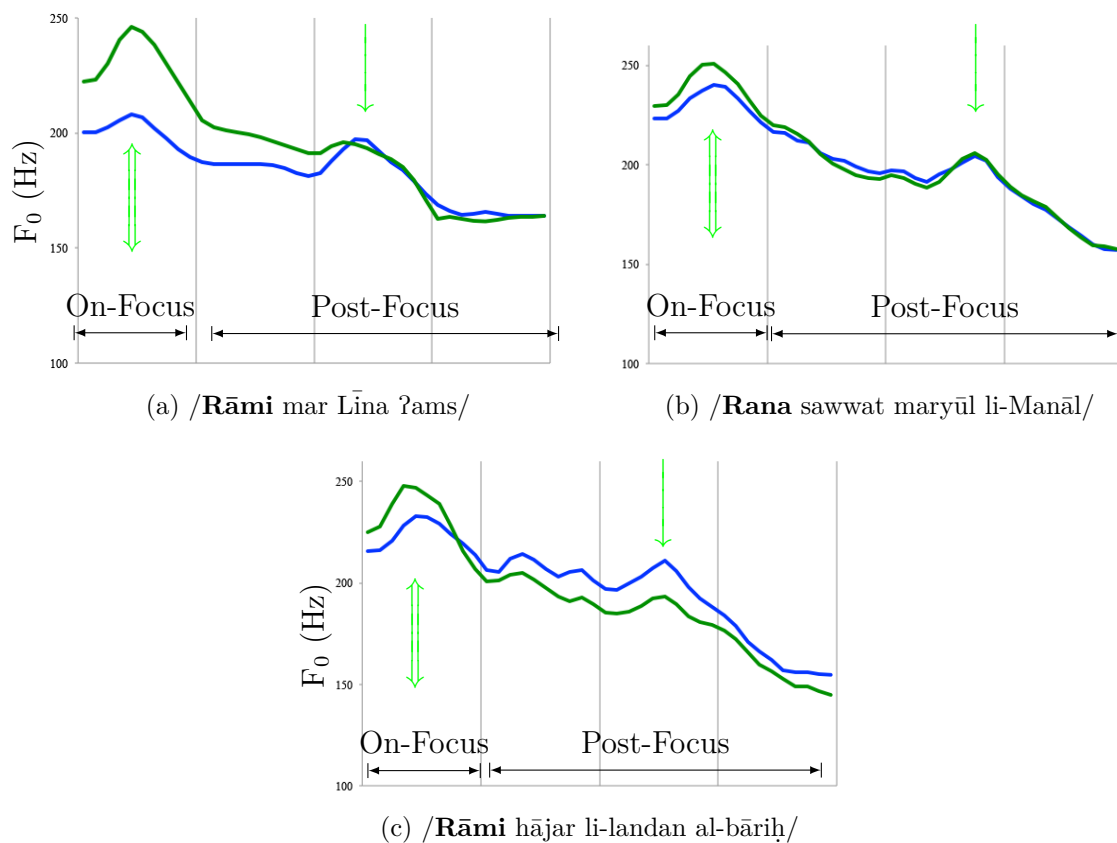 250
200
150
100
F₀ (Hz)
On-Focus
Post-Focus
(a) /Rāmi mar Līna ʔams/
250
200
150
100
On-Focus
Post-Focus
(b) /Rana sawwat maryūl li-Manāl/
250
200
150
100
F₀ (Hz)
On-Focus
Post-Focus
(c) /Rāmi hājar li-landan al-bāriḥ/